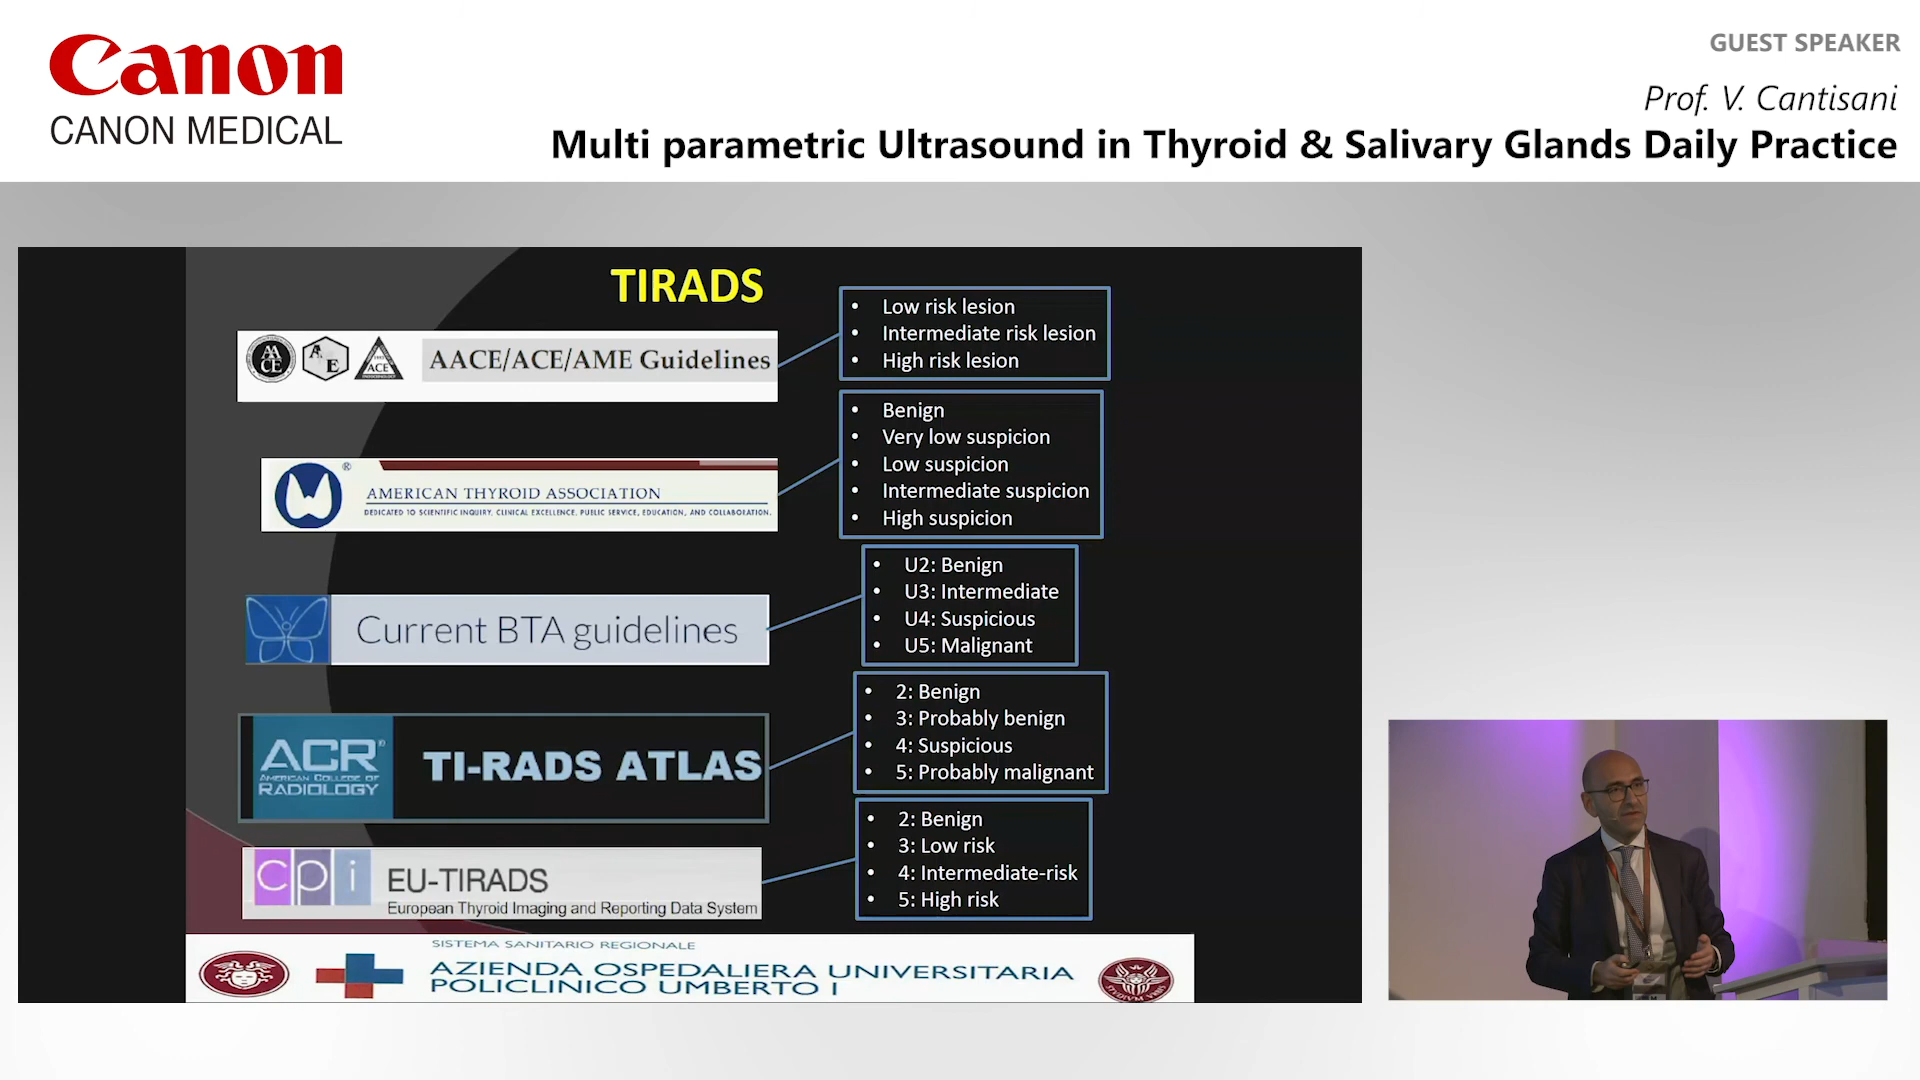 Canon
CANON MEDICAL
GUEST SPEAKER
Prof. V. Cantisani
Multi parametric Ultrasound in Thyroid & Salivary Glands Daily Practice
TIRADS
AACE/ACE/AME Guidelines
• Low risk lesion
• Intermediate risk lesion
• High risk lesion
AMERICAN THYROID ASSOCIATION
DEDICATED TO SCIENTIFIC INQUIRY, CLINICAL EXCELLENCE, PUBLIC SERVICE, EDUCATION, AND COLLABORATION.
• Benign
• Very low suspicion
• Low suspicion
• Intermediate suspicion
• High suspicion
Current BTA guidelines
• U2: Benign
• U3: Intermediate
• U4: Suspicious
• U5: Malignant
ACR®
AMERICAN COLLEGE OF
RADIOLOGY
TI-RADS ATLAS
• 2: Benign
• 3: Probably benign
• 4: Suspicious
• 5: Probably malignant
cpi
EU-TIRADS
European Thyroid Imaging and Reporting Data System
• 2: Benign
• 3: Low risk
• 4: Intermediate-risk
• 5: High risk
SISTEMA SANITARIO REGIONALE
AZIENDA OSPEDALIERA UNIVERSITARIA
POLICLINICO UMBERTO I